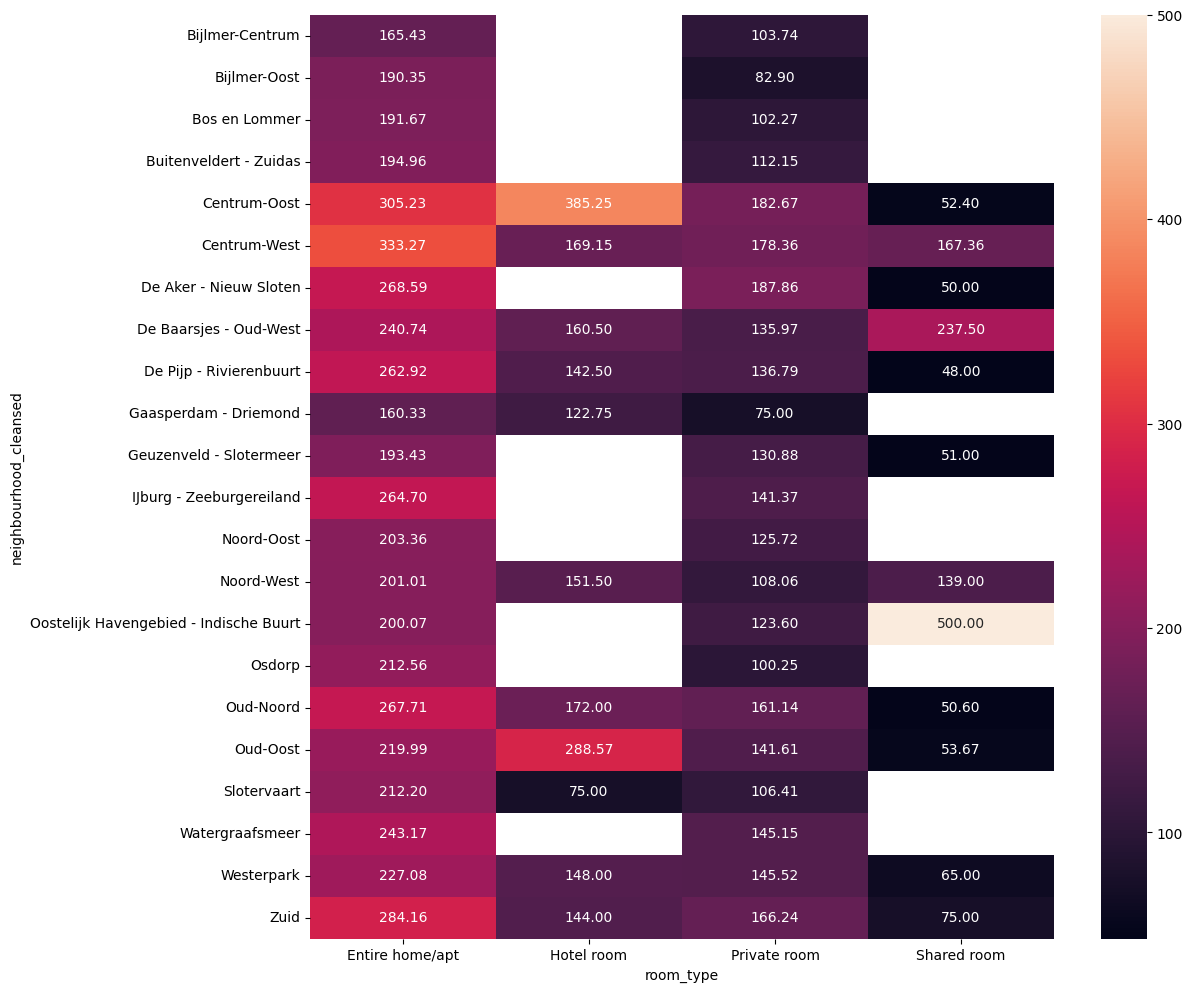 neighbourhood_cleansed
Bijlmer-Centrum 165.43 103.74
Bijlmer-Oost 190.35 82.90
Bos en Lommer 191.67 102.27
Buitenveldert - Zuidas 194.96 112.15
Centrum-Oost 305.23 385.25 182.67 52.40
Centrum-West 333.27 169.15 178.36 167.36
De Aker - Nieuw Sloten 268.59 187.86 50.00
De Baarsjes - Oud-West 240.74 160.50 135.97 237.50
De Pijp - Rivierenbuurt 262.92 142.50 136.79 48.00
Gaasperdam - Driemond 160.33 122.75 75.00
Geuzenveld - Slotermeer 193.43 130.88 51.00
IJburg - Zeeburgereiland 264.70 141.37
Noord-Oost 203.36 125.72
Noord-West 201.01 151.50 108.06 139.00
Oostelijk Havengebied - Indische Buurt 200.07 123.60 500.00
Osdorp 212.56 100.25
Oud-Noord 267.71 172.00 161.14 50.60
Oud-Oost 219.99 288.57 141.61 53.67
Slotervaart 212.20 75.00 106.41
Watergraafsmeer 243.17 145.15
Westerpark 227.08 148.00 145.52 65.00
Zuid 284.16 144.00 166.24 75.00
Entire home/apt Hotel room Private room Shared room
room_type
500
400
300
200
100